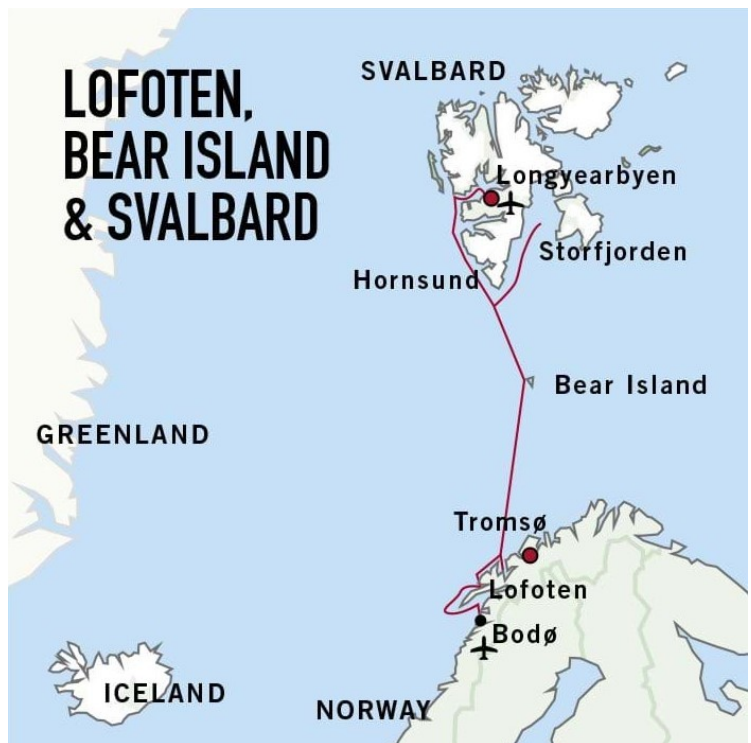 LOFOTEN,
BEAR ISLAND
& SVALBARD
SVALBARD
Longyearbyen
Storfjorden
Hornsund
Bear Island
GREENLAND
Tromsø
Lofoten
Bodø
ICELAND
NORWAY